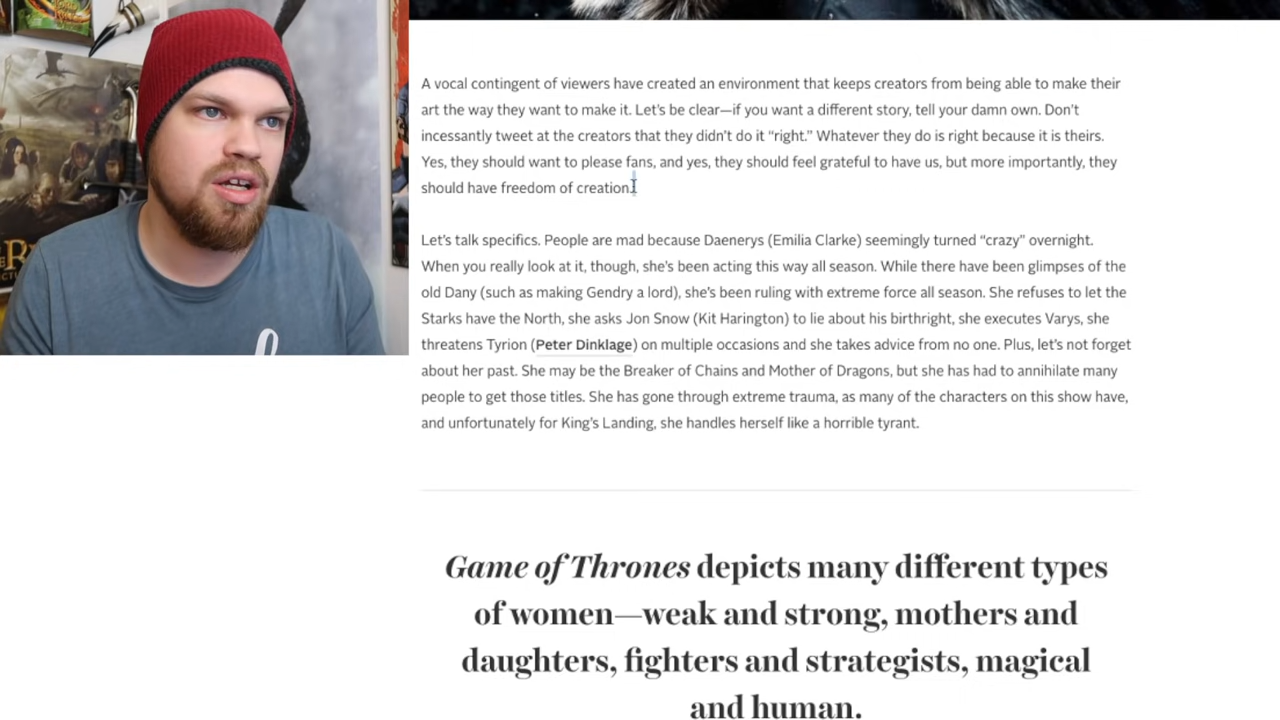 A vocal contingent of viewers have created an environment that keeps creators from being able to make their
art the way they want to make it. Let's be clear—if you want a different story, tell your damn own. Don't
incessantly tweet at the creators that they didn't do it "right." Whatever they do is right because it is theirs.
Yes, they should want to please fans, and yes, they should feel grateful to have us, but more importantly, they
should have freedom of creation.
Let's talk specifics. People are mad because Daenerys (Emilia Clarke) seemingly turned "crazy" overnight.
When you really look at it, though, she's been acting this way all season. While there have been glimpses of the
old Dany (such as making Gendry a lord), she's been ruling with extreme force all season. She refuses to let the
Starks have the North, she asks Jon Snow (Kit Harington) to lie about his birthright, she executes Varys, she
threatens Tyrion (Peter Dinklage) on multiple occasions and she takes advice from no one. Plus, let's not forget
about her past. She may be the Breaker of Chains and Mother of Dragons, but she has had to annihilate many
people to get those titles. She has gone through extreme trauma, as many of the characters on this show have,
and unfortunately for King's Landing, she handles herself like a horrible tyrant.
Game of Thrones depicts many different types
of women—weak and strong, mothers and
daughters, fighters and strategists, magical
and human.